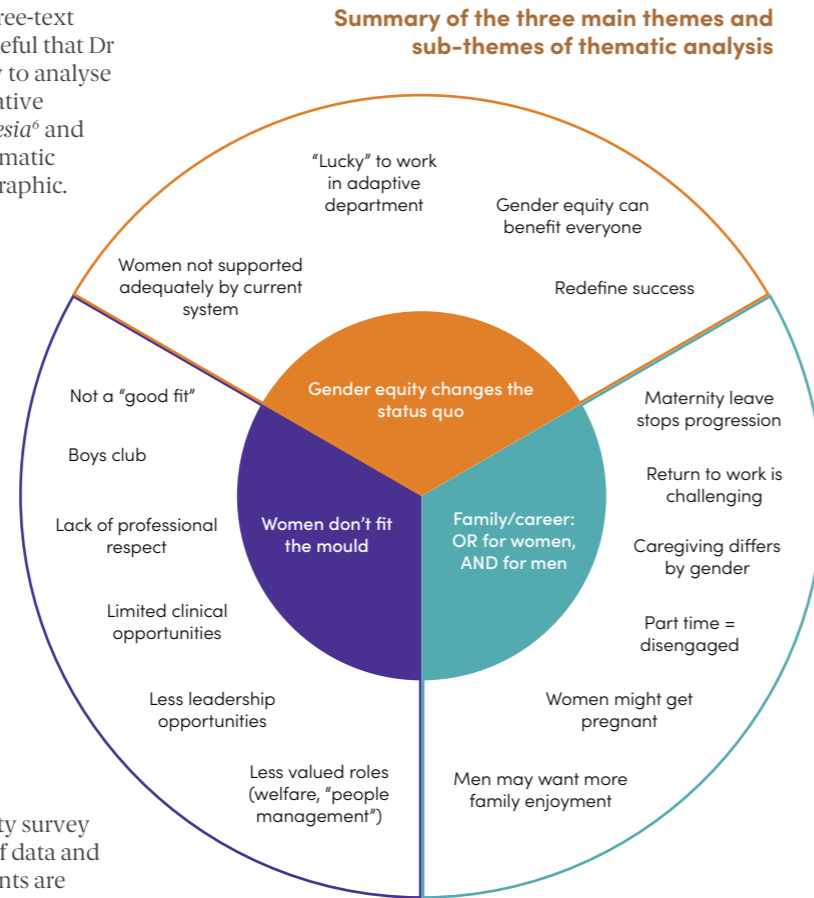 ree-text
eful that Dr
y to analyse
ative
esia⁶ and
matic
raphic.
Summary of the three main themes and
sub-themes of thematic analysis
"Lucky" to work
in adaptive
department
Gender equity can
benefit everyone
Women not supported
adequately by current
system
Redefine success
Gender equity changes the
status quo
Not a "good fit"
Boys club
Lack of professional
respect
Limited clinical
opportunities
Less leadership
opportunities
Less valued roles
(welfare, "people
management")
Women don't fit
the mould
Family/career:
OR for women,
AND for men
Maternity leave
stops progression
Return to work is
challenging
Caregiving differs
by gender
Part time =
disengaged
Women might get
pregnant
Men may want more
family enjoyment
ty survey
f data and
nts are